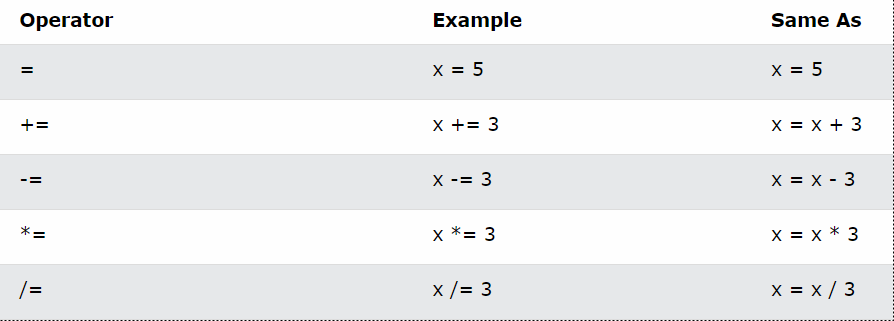 Operator Example Same As
= x = 5 x = 5
+= x += 3 x = x + 3
-= x -= 3 x = x - 3
*= x *= 3 x = x * 3
/= x /= 3 x = x / 3